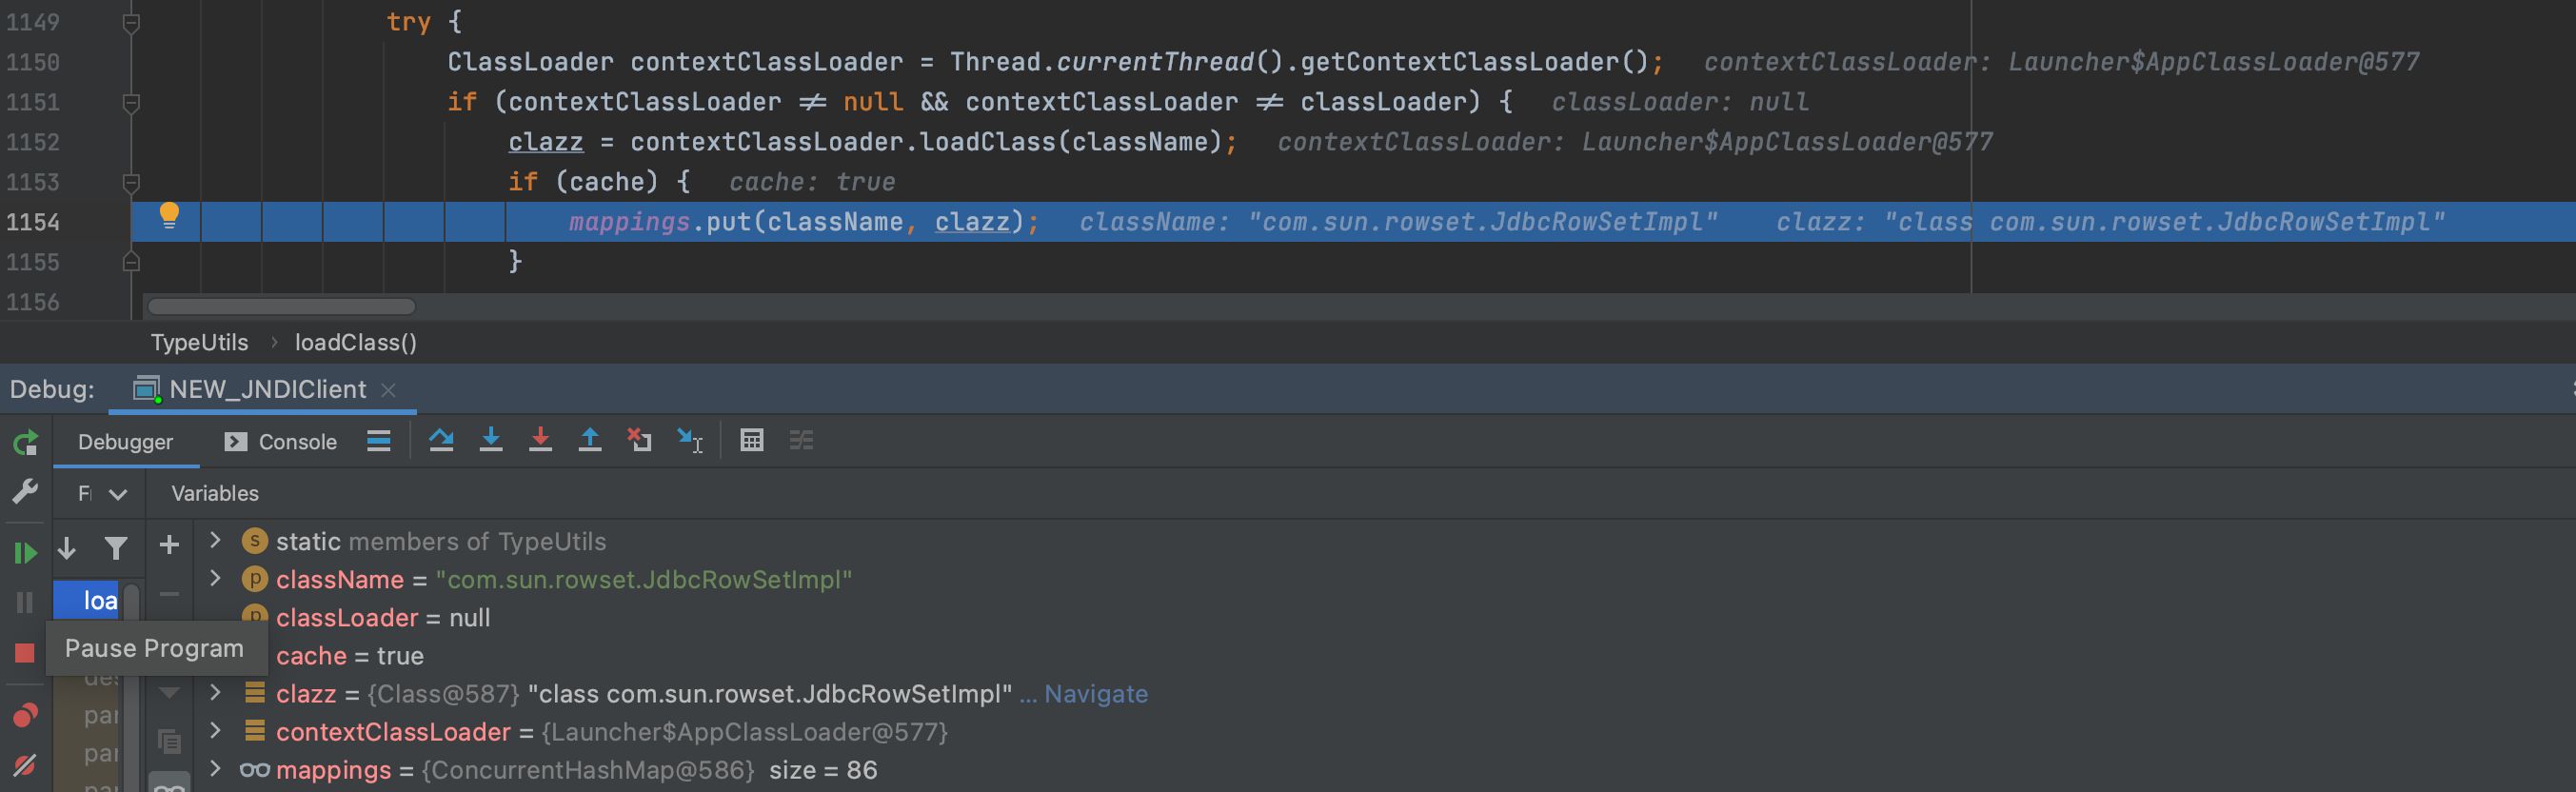 1149 try {
1150 ClassLoader contextClassLoader = Thread.currentThread().getContextClassLoader(); contextClassLoader: Launcher$AppClassLoader@577
1151 if (contextClassLoader ≠ null && contextClassLoader ≠ classLoader) { classLoader: null
1152 clazz = contextClassLoader.loadClass(className); contextClassLoader: Launcher$AppClassLoader@577
1153 if (cache) { cache: true
1154 mappings.put(className, clazz); className: "com.sun.rowset.JdbcRowSetImpl" clazz: "class com.sun.rowset.JdbcRowSetImpl"
1155 }
1156
TypeUtils › loadClass()
Debug: NEW_JNDIClient
Debugger Console
Variables
static members of TypeUtils
className = "com.sun.rowset.JdbcRowSetImpl"
loa
classLoader = null
Pause Program
cache = true
clazz = {Class@587} "class com.sun.rowset.JdbcRowSetImpl" ... Navigate
par
contextClassLoader = {Launcher$AppClassLoader@577}
par
mappings = {ConcurrentHashMap@586} size = 86